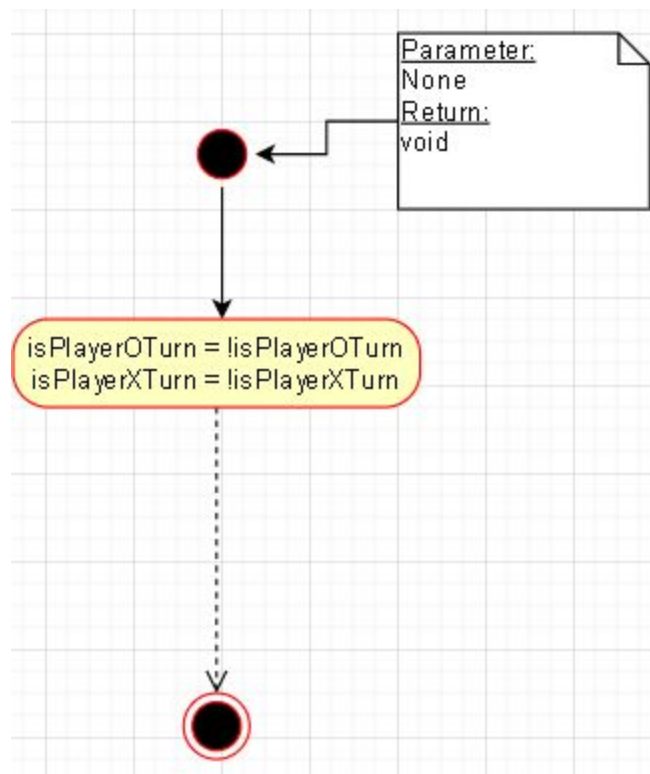 Parameter:
None
Return:
void
isPlayerOTurn = !isPlayerOTurn
isPlayerXTurn = !isPlayerXTurn